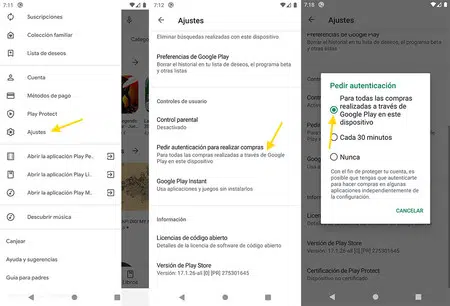 7:11
Suscripciones
Colección familiar
Lista de deseos
Cuenta
Métodos de pago
Play Protect
Ajustes
Abrir la aplicación Play Pe...
Abrir la aplicación Play Li...
Abrir la aplicación Play M...
Descubrir música
Canjear
Ayuda y sugerencias
Guía para padres
Libros
7:12
Ajustes
Eliminar búsquedas realizadas con este dispositivo
Preferencias de Google Play
Borrar el historial en tu lista de deseos, el programa beta
y otras listas
Controles de usuario
Control parental
Desactivado
Pedir autenticación para realizar compras
Para todas las compras realizadas a través de Google
Play en este dispositivo
Google Play Instant
Usa aplicaciones y juegos sin instalarlos
Información
Licencias de código abierto
Detalles de la licencia de software de código abierto
Versión de Play Store
Versión 17.1.26-all [0] [PR] 275301645
7:15
Ajustes
Pedir autenticación
Para todas las compras
realizadas a través de
Google Play en este
dispositivo
Cada 30 minutos
Nunca
Con el fin de proteger tu cuenta, es
posible que tengas que autenticarte
para hacer compras en algunas
aplicaciones independientemente de
la configuración.
CANCELAR
Versión de Play Store
Versión 17.1.26-all [0] [PR] 275301645
Certificación de Play Protect